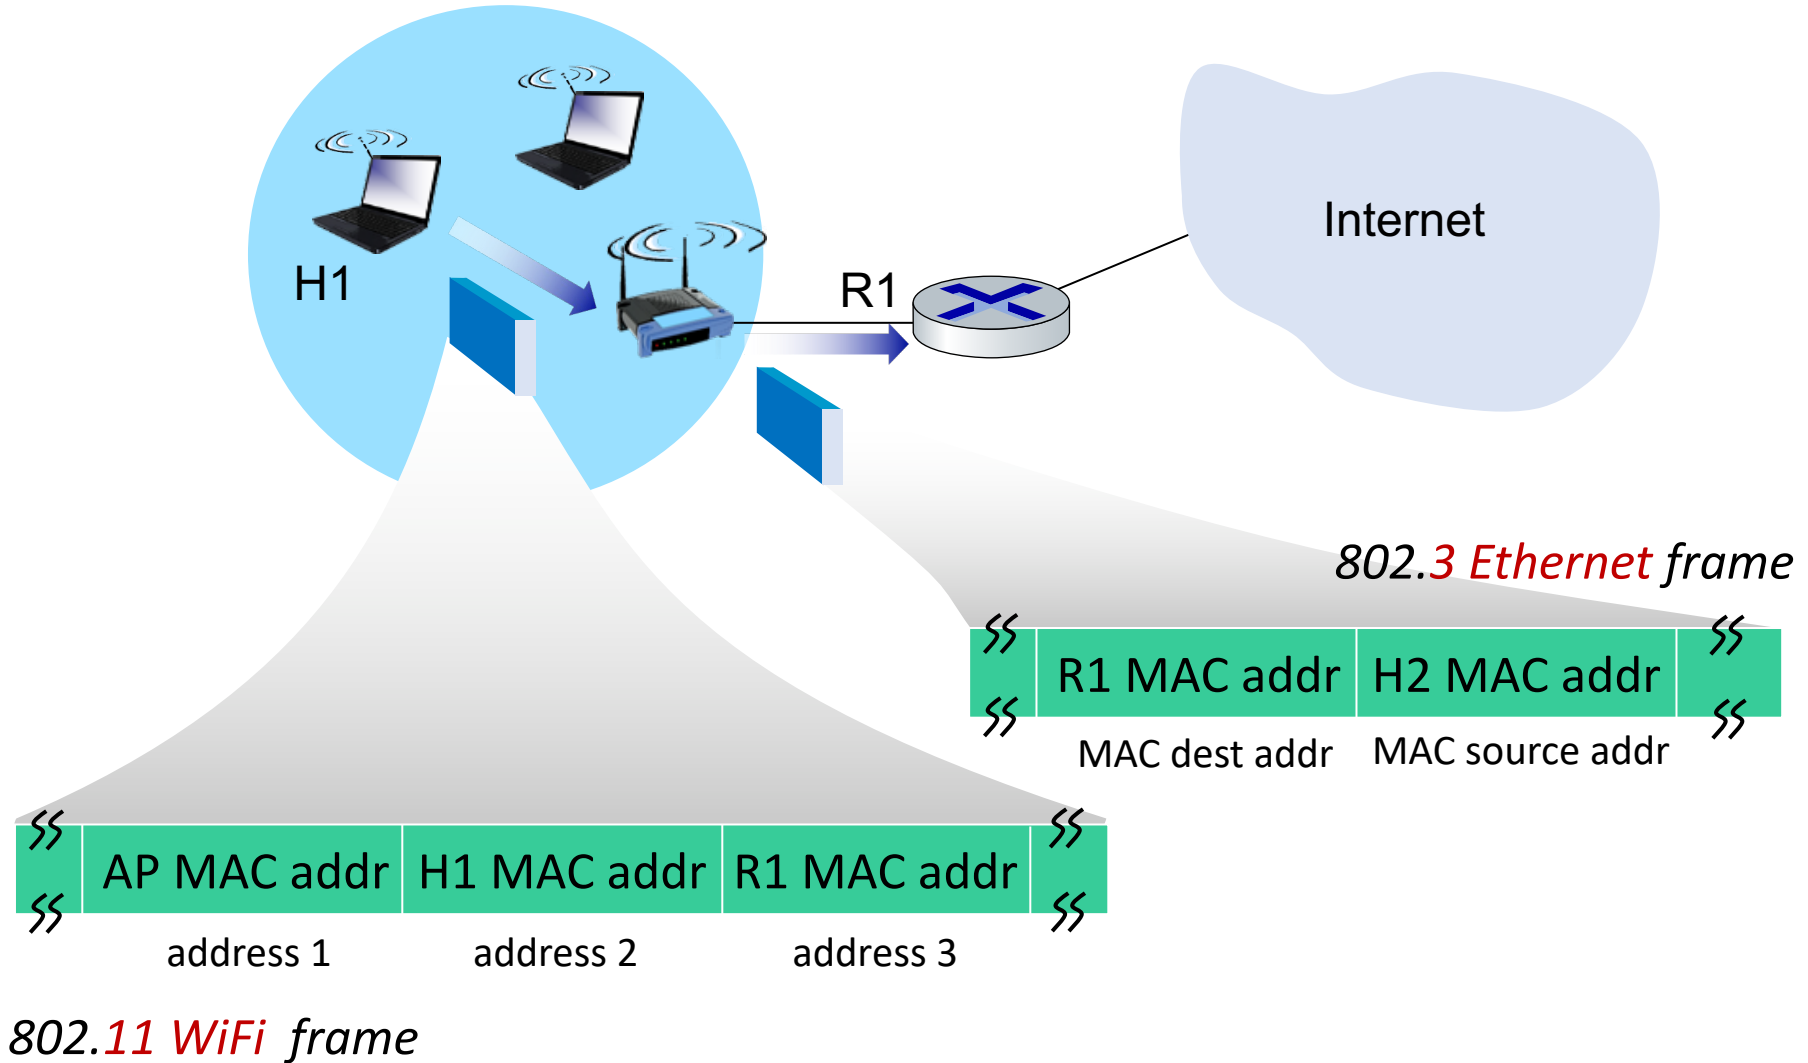 Internet
H1
R1
802.3 Ethernet frame
R1 MAC addr
H2 MAC addr
MAC dest addr
MAC source addr
AP MAC addr
H1 MAC addr
R1 MAC addr
address 1
address 2
address 3
802.11 WiFi frame